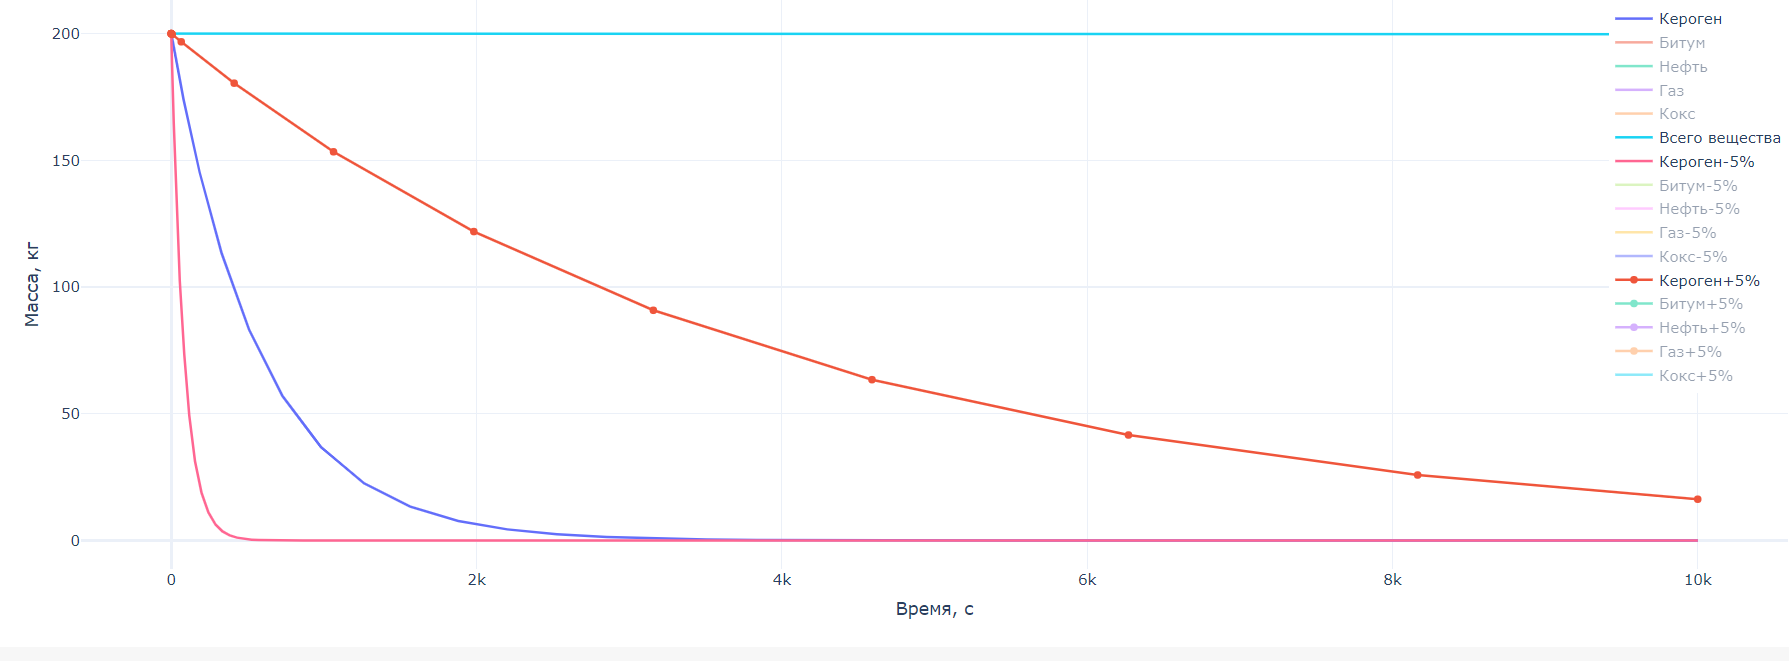 200
150
100
50
0
Масса, кг
0
2k
4k
6k
8k
10k
Время, с
Кероген
Битум
Нефть
Газ
Кокс
Всего вещества
Кероген-5%
Битум-5%
Нефть-5%
Газ-5%
Кокс-5%
Кероген+5%
Битум+5%
Нефть+5%
Газ+5%
Кокс+5%